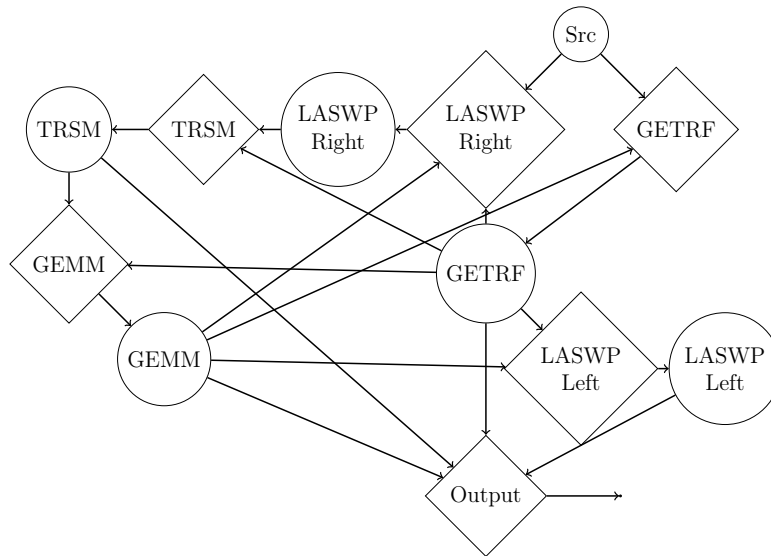 Src
TRSM
TRSM
LASWP
Right
LASWP
Right
GETRF
GEMM
GETRF
GEMM
LASWP
Left
LASWP
Left
Output